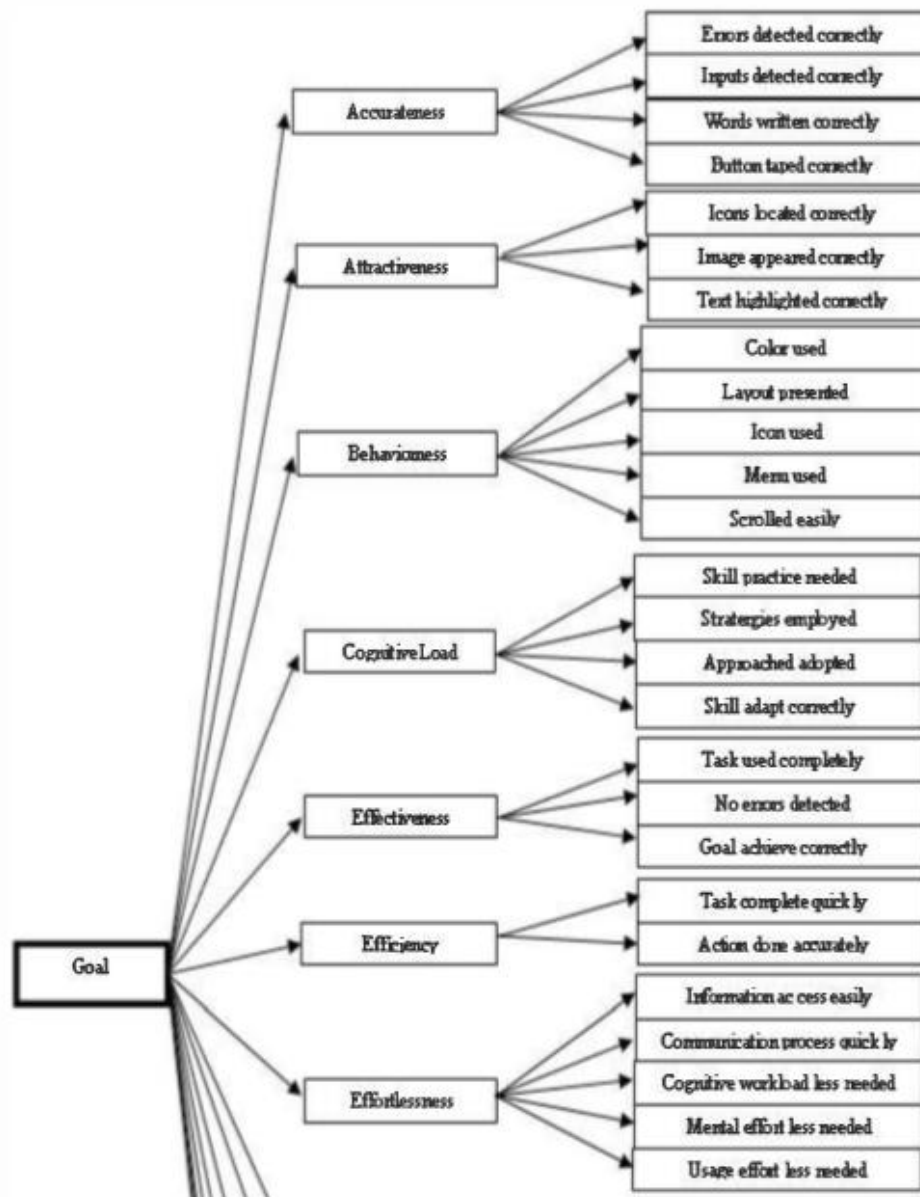 Errors detected correctly
Inputs detected correctly
Accurateness
Words written correctly
Button taped correctly
Icons located correctly
Attractiveness
Image appeared correctly
Text highlighted correctly
Color used
Layout presented
Behaviourness
Icon used
Menu used
Scrolled easily
Skill practice needed
Stratergies employed
Cognitive Load
Approached adopted
Skill adapt correctly
Task used completely
Effectiveness
No errors detected
Goal achieve correctly
Task complete quickly
Efficiency
Action done accurately
Goal
Information ac cess easily
Communication process quickly
Cognitive workload less needed
Effortlessness
Mental effort less needed
Usage effort less needed